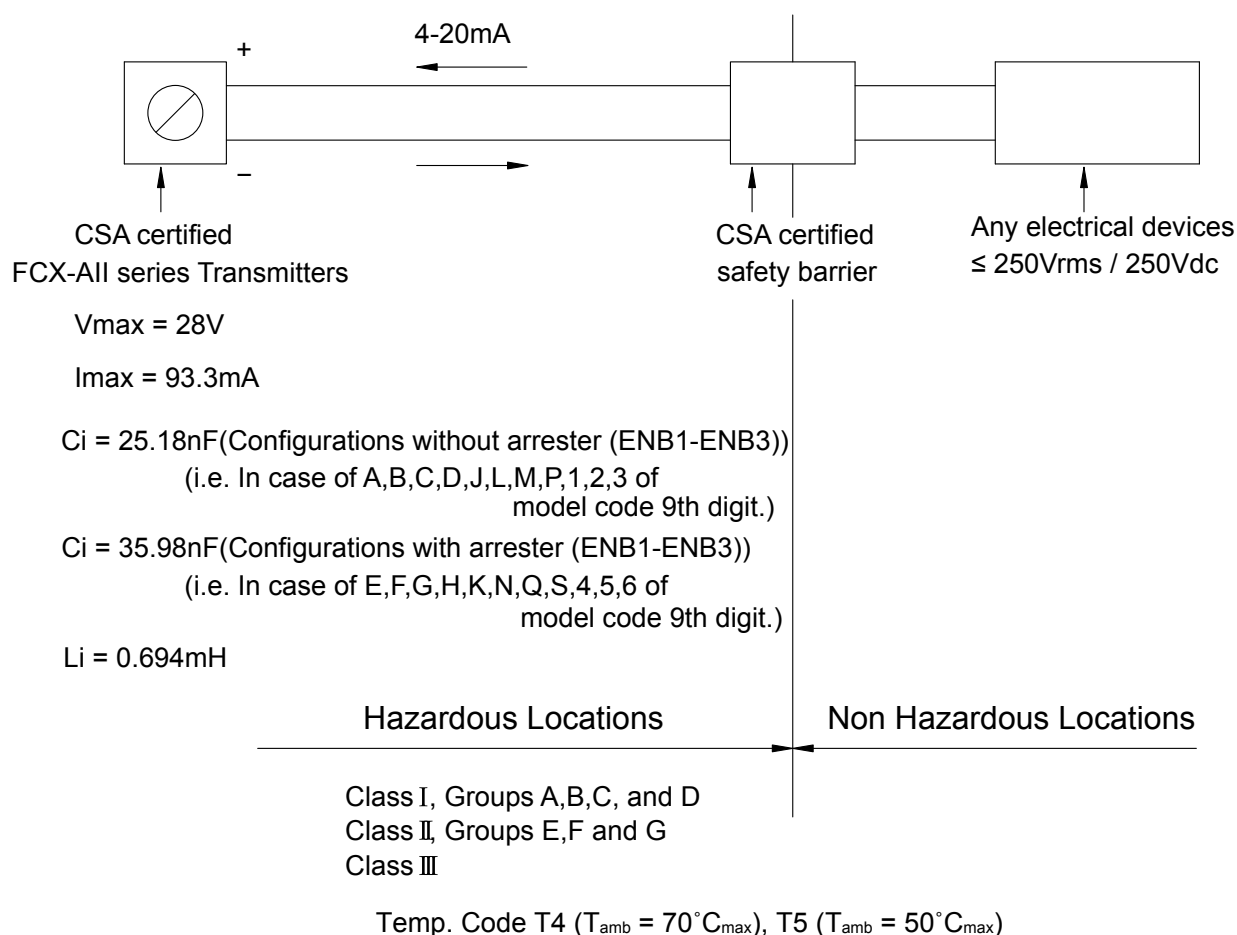 4-20mA
+
−
CSA certified
FCX-AII series Transmitters
CSA certified
safety barrier
Any electrical devices
≤ 250Vrms / 250Vdc
Vmax = 28V
Imax = 93.3mA
Ci = 25.18nF(Configurations without arrester (ENB1-ENB3))
(i.e. In case of A,B,C,D,J,L,M,P,1,2,3 of
model code 9th digit.)
Ci = 35.98nF(Configurations with arrester (ENB1-ENB3))
(i.e. In case of E,F,G,H,K,N,Q,S,4,5,6 of
model code 9th digit.)
Li = 0.694mH
Hazardous Locations
Non Hazardous Locations
Class Ⅰ, Groups A,B,C, and D
Class Ⅱ, Groups E,F and G
Class Ⅲ
Temp. Code T4 (Tamb = 70˚Cmax), T5 (Tamb = 50˚Cmax)